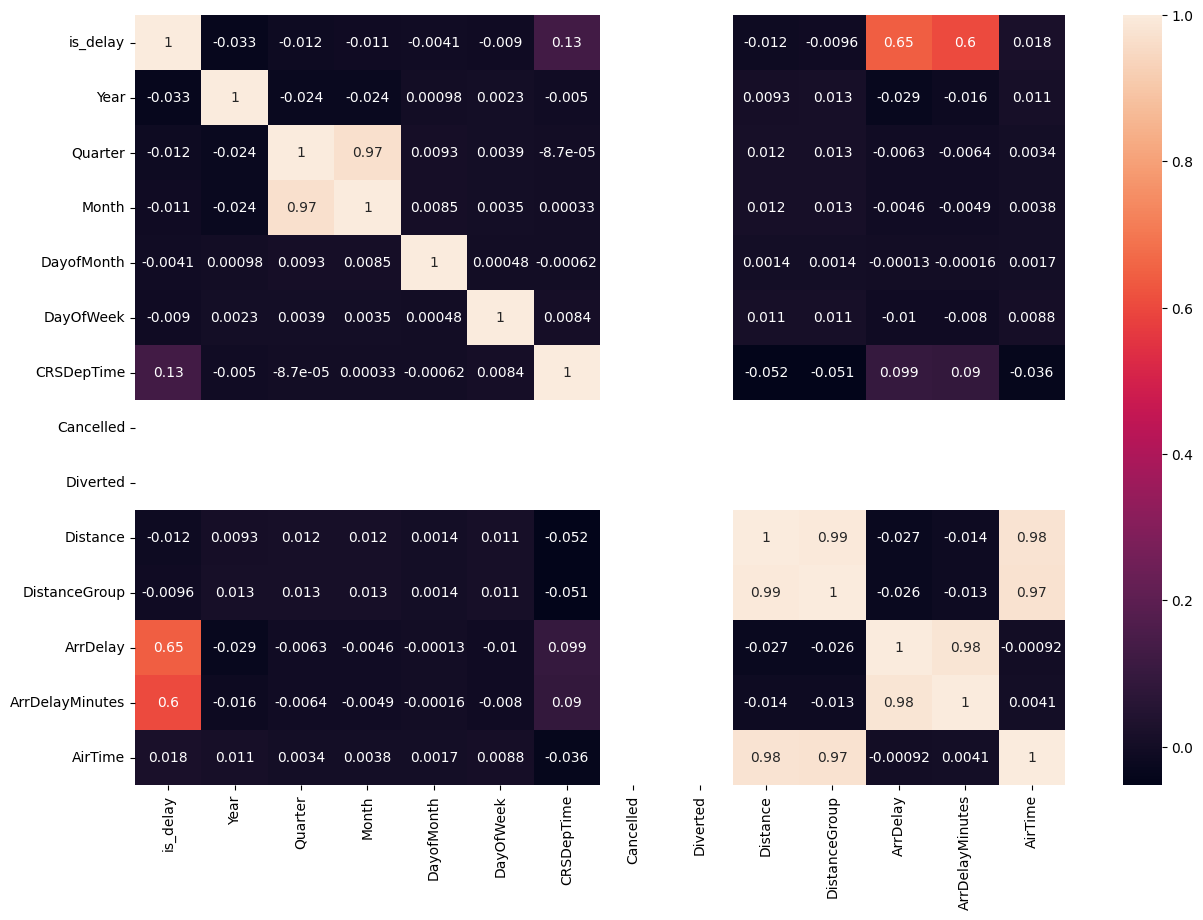 is_delay 1 -0.033 -0.012 -0.011 -0.0041 -0.009 0.13 -0.012 -0.0096 0.65 0.6 0.018
Year -0.033 1 -0.024 -0.024 0.00098 0.0023 -0.005 0.0093 0.013 -0.029 -0.016 0.011
Quarter -0.012 -0.024 1 0.97 0.0093 0.0039 -8.7e-05 0.012 0.013 -0.0063 -0.0064 0.0034
Month -0.011 -0.024 0.97 1 0.0085 0.0035 0.00033 0.012 0.013 -0.0046 -0.0049 0.0038
DayofMonth -0.0041 0.00098 0.0093 0.0085 1 0.00048 -0.00062 0.0014 0.0014 -0.00013 -0.00016 0.0017
DayOfWeek -0.009 0.0023 0.0039 0.0035 0.00048 1 0.0084 0.011 0.011 -0.01 -0.008 0.0088
CRSDepTime 0.13 -0.005 -8.7e-05 0.00033 -0.00062 0.0084 1 -0.052 -0.051 0.099 0.09 -0.036
Cancelled
Diverted
Distance -0.012 0.0093 0.012 0.012 0.0014 0.011 -0.052 1 0.99 -0.027 -0.014 0.98
DistanceGroup -0.0096 0.013 0.013 0.013 0.0014 0.011 -0.051 0.99 1 -0.026 -0.013 0.97
ArrDelay 0.65 -0.029 -0.0063 -0.0046 -0.00013 -0.01 0.099 -0.027 -0.026 1 0.98 -0.00092
ArrDelayMinutes 0.6 -0.016 -0.0064 -0.0049 -0.00016 -0.008 0.09 -0.014 -0.013 0.98 1 0.0041
AirTime 0.018 0.011 0.0034 0.0038 0.0017 0.0088 -0.036 0.98 0.97 -0.00092 0.0041 1
is_delay
Year
Quarter
Month
DayofMonth
DayOfWeek
CRSDepTime
Cancelled
Diverted
Distance
DistanceGroup
ArrDelay
ArrDelayMinutes
AirTime
1.0
0.8
0.6
0.4
0.2
0.0